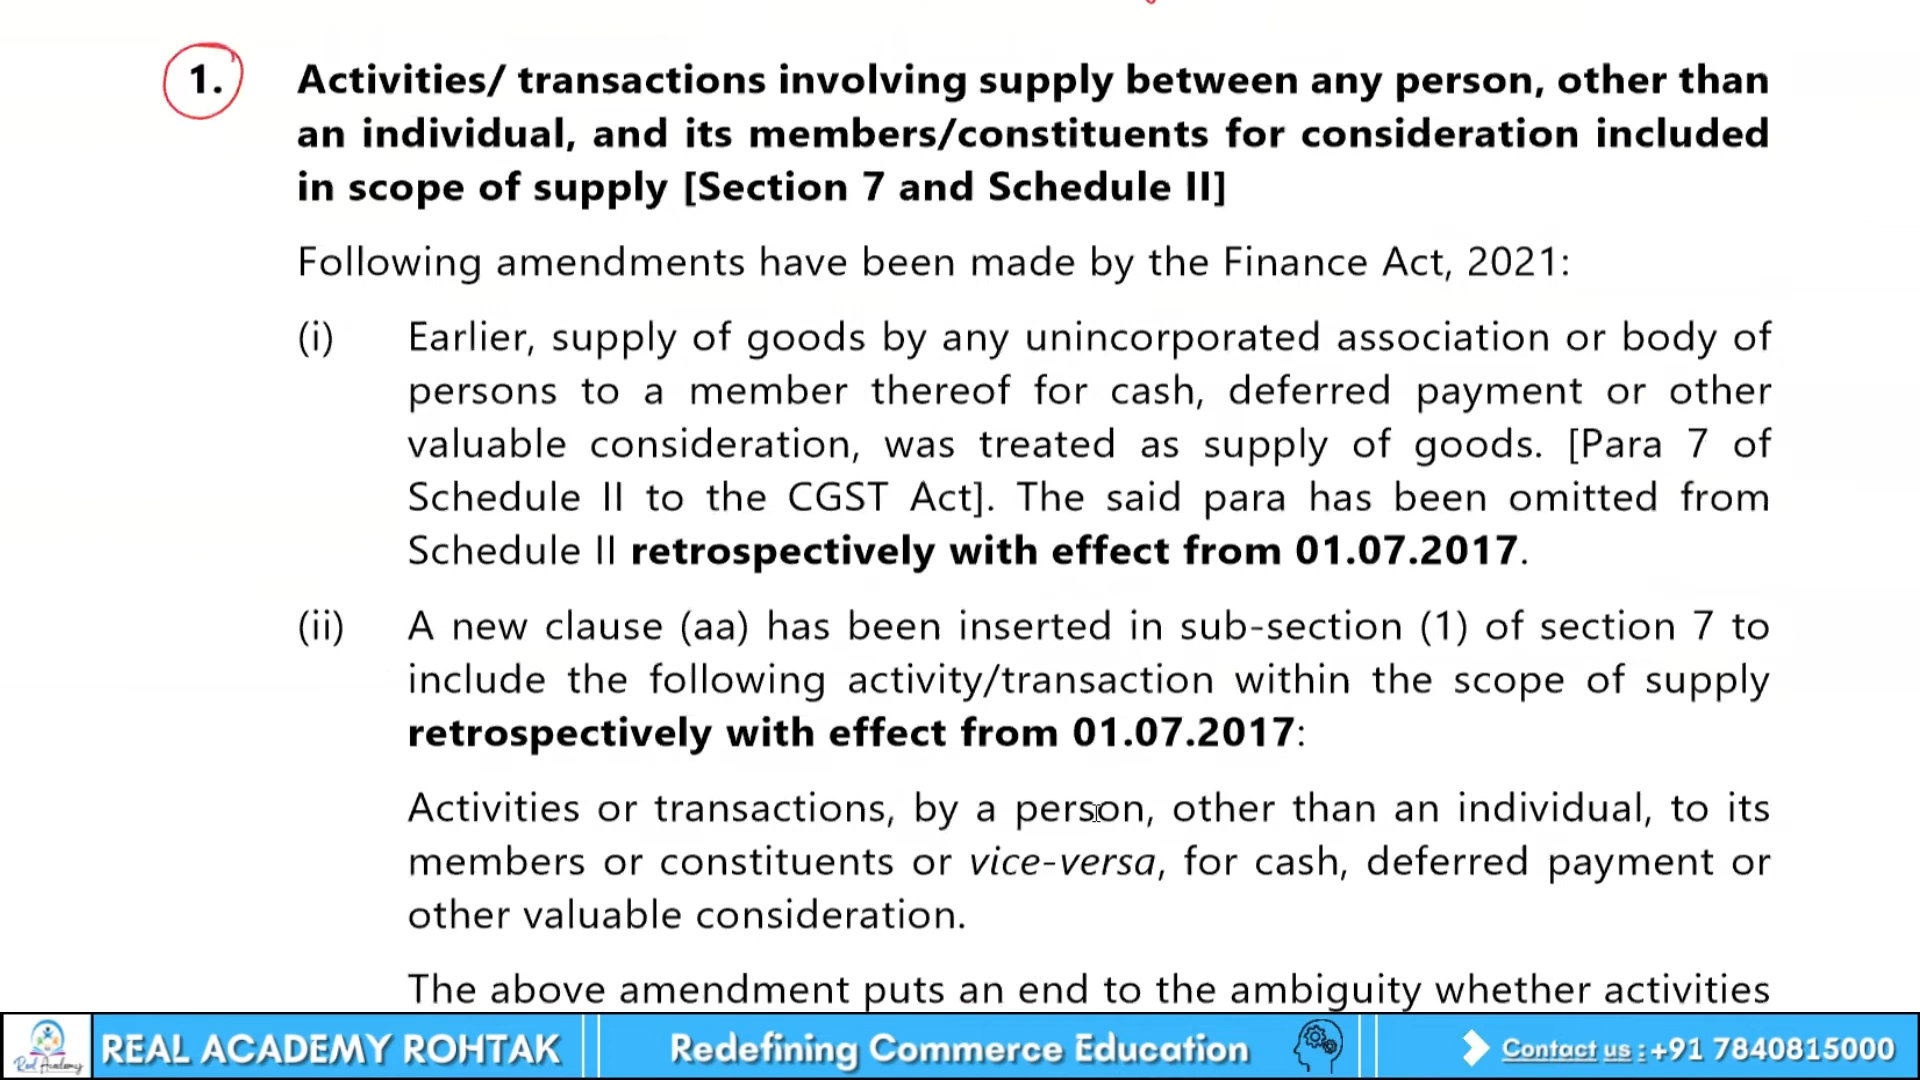 1. Activities/ transactions involving supply between any person, other than
an individual, and its members/constituents for consideration included
in scope of supply [Section 7 and Schedule II]
Following amendments have been made by the Finance Act, 2021:
(i) Earlier, supply of goods by any unincorporated association or body of
persons to a member thereof for cash, deferred payment or other
valuable consideration, was treated as supply of goods. [Para 7 of
Schedule II to the CGST Act]. The said para has been omitted from
Schedule II retrospectively with effect from 01.07.2017.
(ii) A new clause (aa) has been inserted in sub-section (1) of section 7 to
include the following activity/transaction within the scope of supply
retrospectively with effect from 01.07.2017:
Activities or transactions, by a person, other than an individual, to its
members or constituents or vice-versa, for cash, deferred payment or
other valuable consideration.
The above amendment puts an end to the ambiguity whether activities
Real Academy
REAL ACADEMY ROHTAK
Redefining Commerce Education
Contact us : +91 7840815000